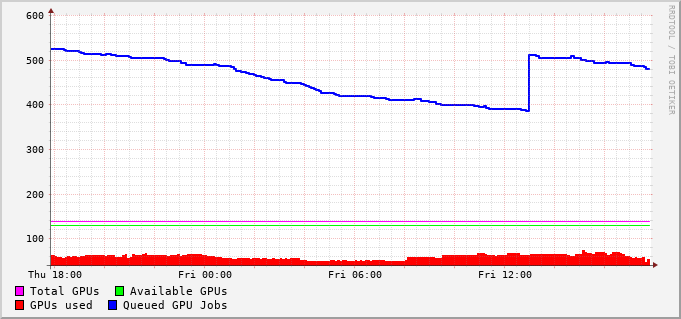 600
500
400
300
200
100
Thu 18:00 Fri 00:00 Fri 06:00 Fri 12:00
Total GPUs Available GPUs
GPUs used Queued GPU Jobs
RRDTOOL / TOBI OETIKER